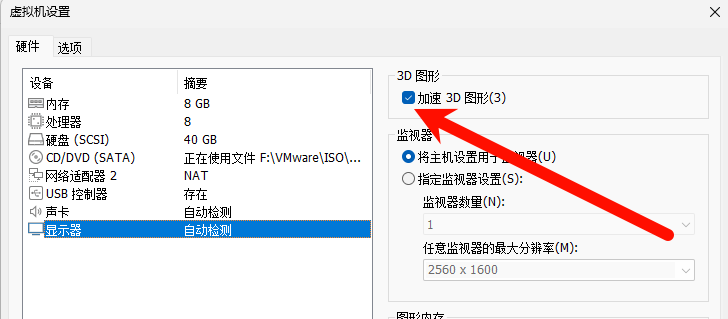 虚拟机设置
硬件 选项
设备 摘要
内存 8 GB
处理器 8
硬盘 (SCSI) 40 GB
CD/DVD (SATA) 正在使用文件 F:\VMware\ISO\...
网络适配器 2 NAT
USB 控制器 存在
声卡 自动检测
显示器 自动检测
3D 图形
加速 3D 图形(3)
监视器
将主机设置用于监视器(U)
指定监视器设置(S):
监视器数量(N):
1
任意监视器的最大分辨率(M):
2560 x 1600
图形内存